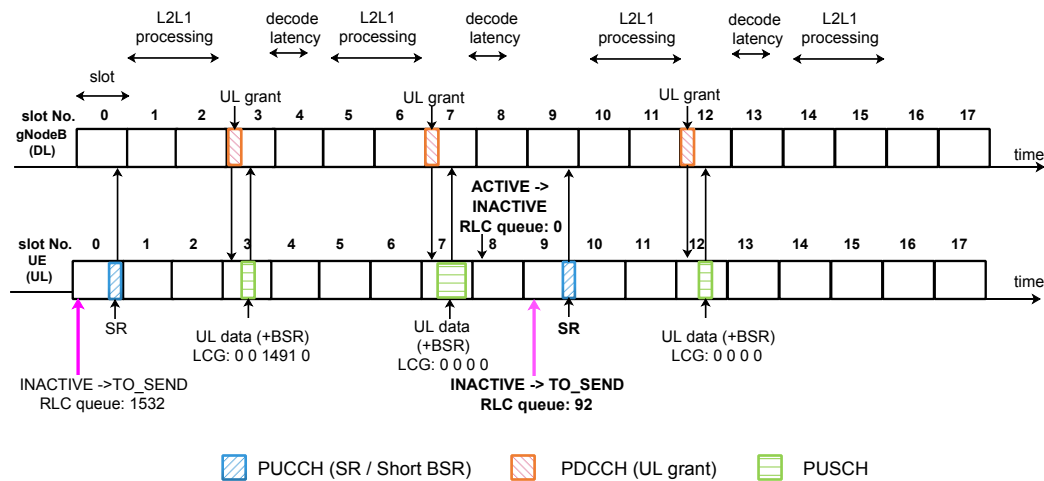 L2L1
processing
decode
latency
L2L1
processing
decode
latency
L2L1
processing
decode
latency
L2L1
processing
slot
UL grant
UL grant
UL grant
slot No. 0 1 2 3 4 5 6 7 8 9 10 11 12 13 14 15 16 17
gNodeB
(DL)
time
ACTIVE ->
INACTIVE
RLC queue: 0
slot No. 0 1 2 3 4 5 6 7 8 9 10 11 12 13 14 15 16 17
UE
(UL)
time
SR
UL data (+BSR)
LCG: 0 0 1491 0
UL data
(+BSR)
LCG: 0 0 0 0
SR
UL data (+BSR)
LCG: 0 0 0 0
INACTIVE ->TO_SEND
RLC queue: 1532
INACTIVE -> TO_SEND
RLC queue: 92
PUCCH (SR / Short BSR)
PDCCH (UL grant)
PUSCH